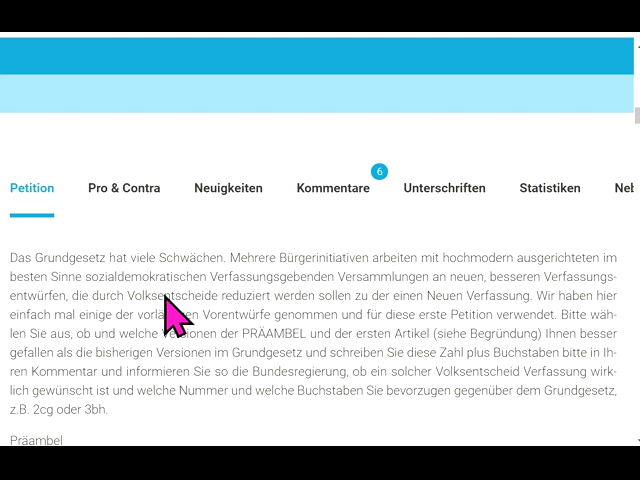 6
Petition Pro & Contra Neuigkeiten Kommentare Unterschriften Statistiken
Das Grundgesetz hat viele Schwächen. Mehrere Bürgerinitiativen arbeiten mit hochmodern ausgerichteten im
besten Sinne sozialdemokratischen Verfassungsgebenden Versammlungen an neuen, besseren Verfassungs-
entwürfen, die durch Volksentscheide reduziert werden sollen zu der einen Neuen Verfassung. Wir haben hier
einfach mal einige der Vorentwürfe genommen und für diese erste Petition verwendet. Bitte wäh-
len Sie aus, ob und welche der PRÄAMBEL und der ersten Artikel (siehe Begründung) Ihnen besser
gefallen als die bisherigen Versionen im Grundgesetz und schreiben Sie diese Zahl plus Buchstaben bitte in Ih-
ren Kommentar und informieren Sie so die Bundesregierung, ob ein solcher Volksentscheid Verfassung wirk-
lich gewünscht ist und welche Nummer und welche Buchstaben Sie bevorzugen gegenüber dem Grundgesetz,
z.B. 2cg oder 3bh.
Präambel